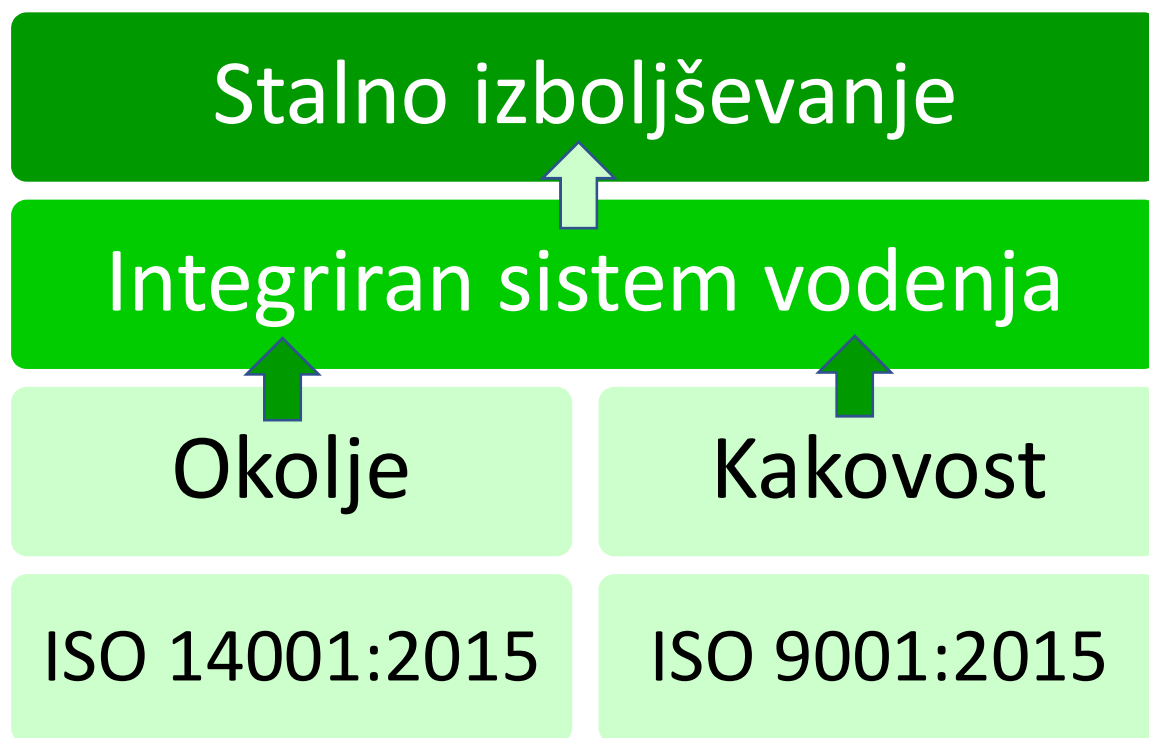 Stalno izboljševanje
Integriran sistem vodenja
Okolje
Kakovost
ISO 14001:2015
ISO 9001:2015